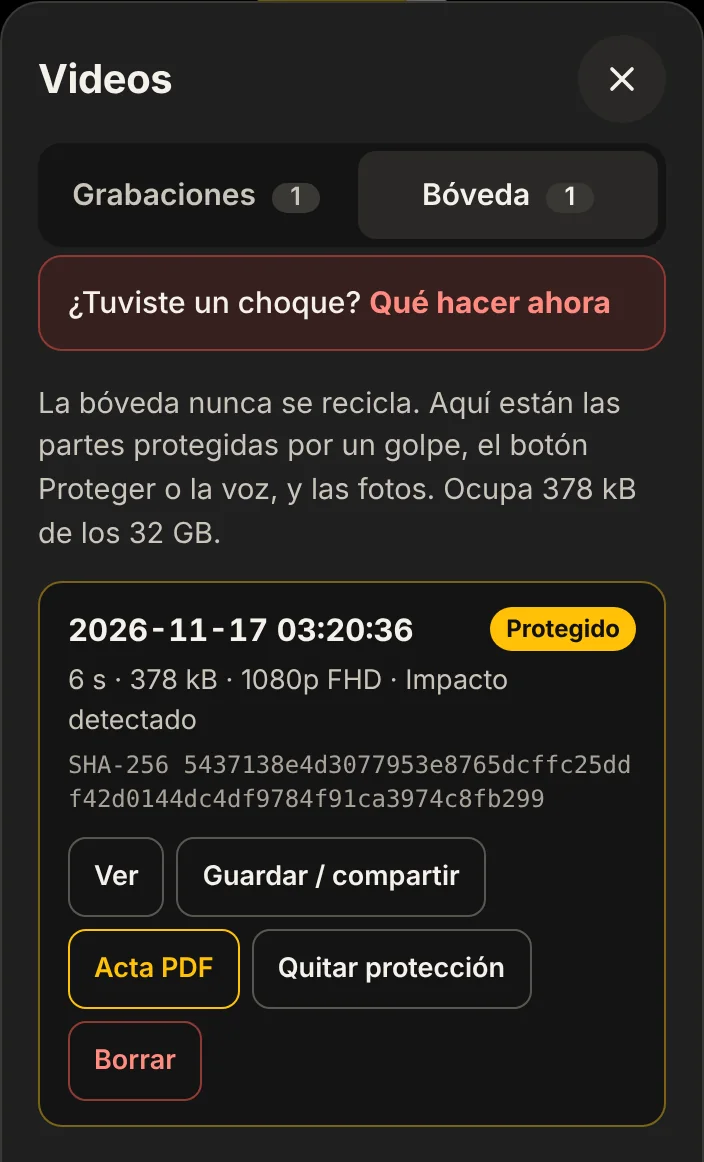 Videos
Grabaciones 1
Bóveda 1
¿Tuviste un choque? Qué hacer ahora
La bóveda nunca se recicla. Aquí están las
partes protegidas por un golpe, el botón
Proteger o la voz, y las fotos. Ocupa 378 kB
de los 32 GB.
2026-11-17 03:20:36
Protegido
6 s · 378 kB · 1080p FHD · Impacto
detectado
SHA-256 5437138e4d3077953e8765dcffc25dd
f42d0144dc4df9784f91ca3974c8fb299
Ver
Guardar / compartir
Acta PDF
Quitar protección
Borrar